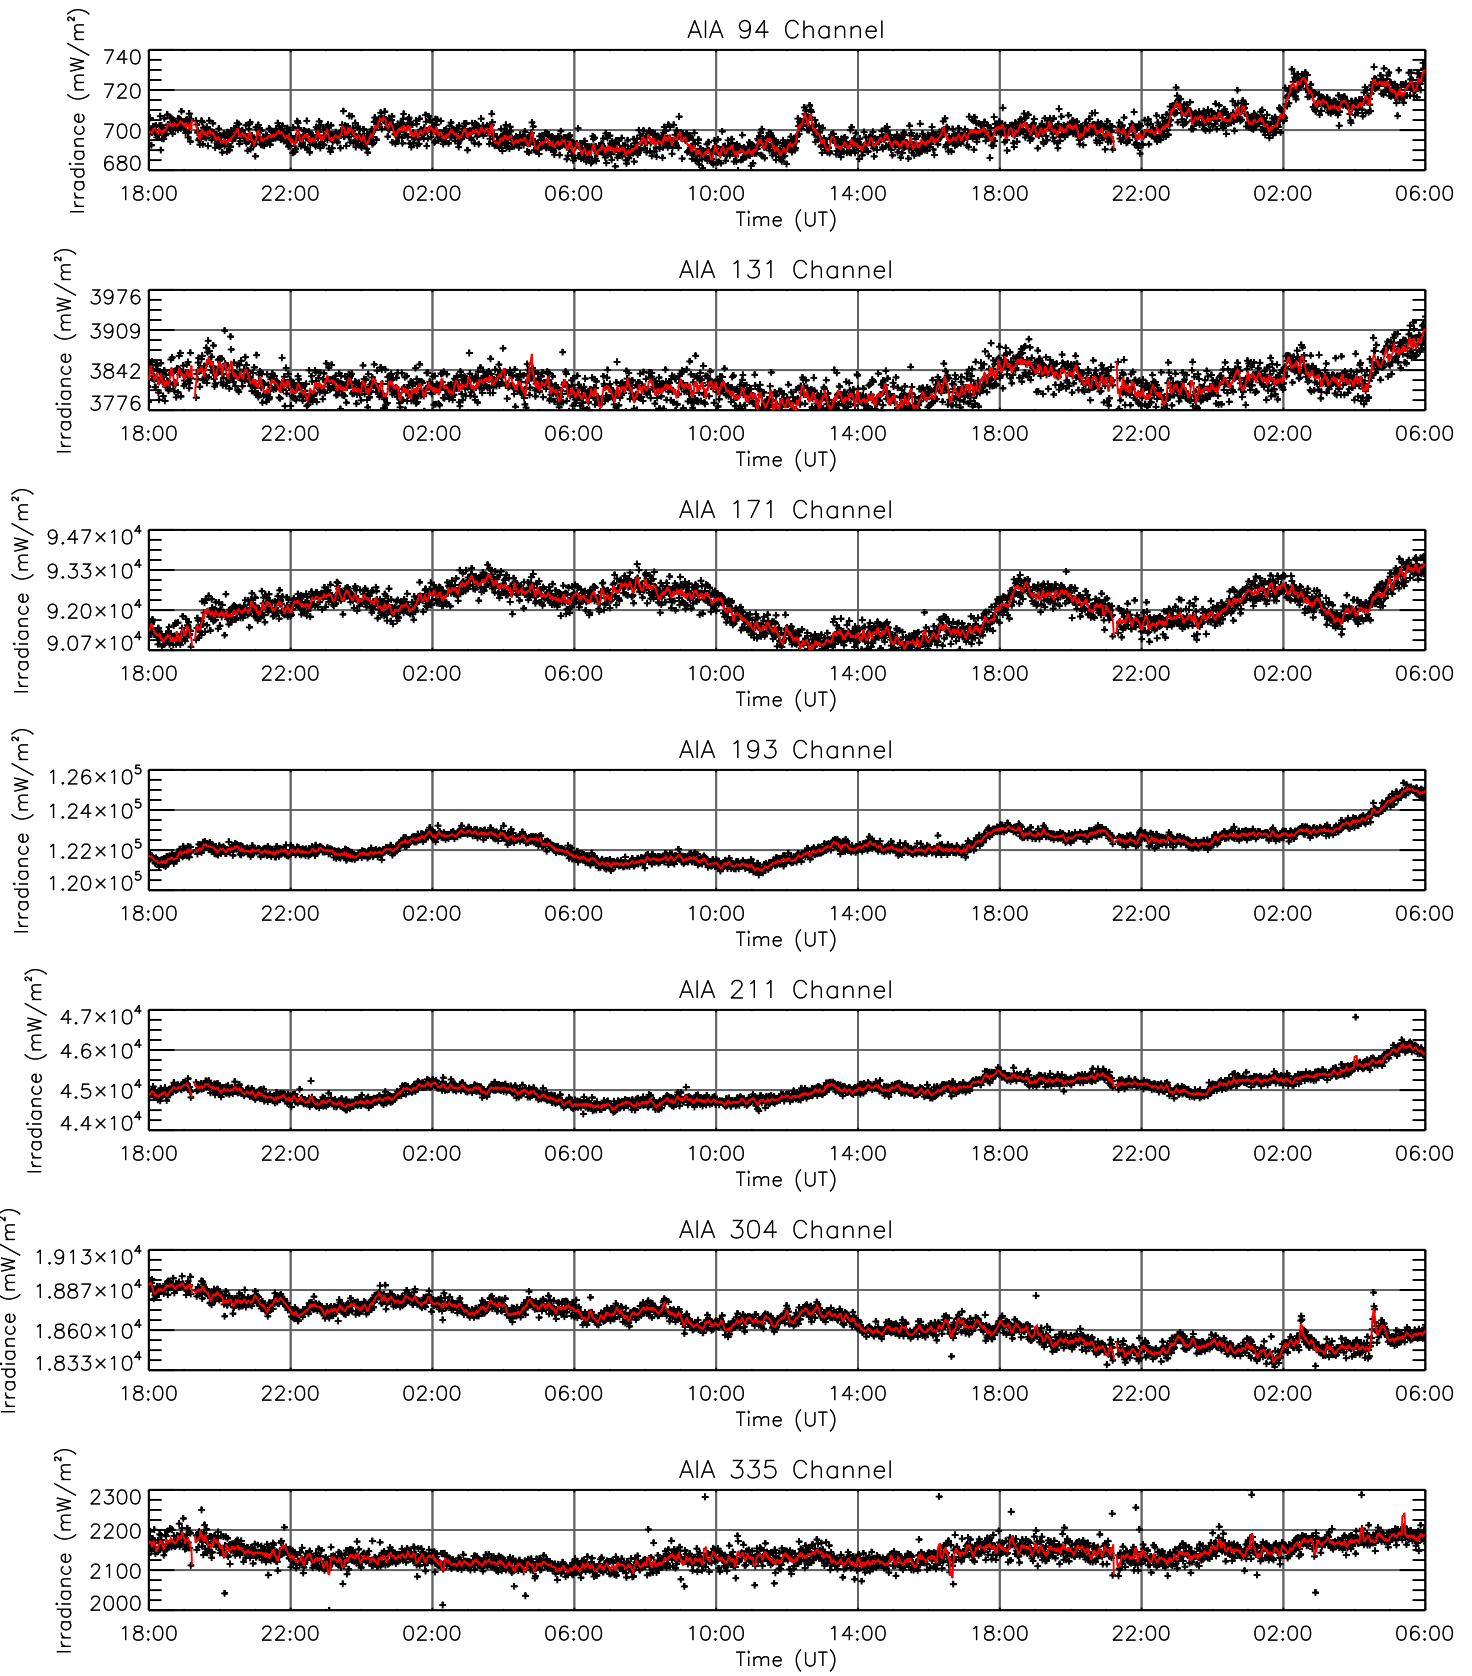 AIA 94 Channel
Irradiance (mW/m²)
740
720
700
680
18:00 22:00 02:00 06:00 10:00 14:00 18:00 22:00 02:00 06:00
Time (UT)
AIA 131 Channel
Irradiance (mW/m²)
3976
3909
3842
3776
18:00 22:00 02:00 06:00 10:00 14:00 18:00 22:00 02:00 06:00
Time (UT)
AIA 171 Channel
Irradiance (mW/m²)
9.47×10⁴
9.33×10⁴
9.20×10⁴
9.07×10⁴
18:00 22:00 02:00 06:00 10:00 14:00 18:00 22:00 02:00 06:00
Time (UT)
AIA 193 Channel
Irradiance (mW/m²)
1.26×10⁵
1.24×10⁵
1.22×10⁵
1.20×10⁵
18:00 22:00 02:00 06:00 10:00 14:00 18:00 22:00 02:00 06:00
Time (UT)
AIA 211 Channel
Irradiance (mW/m²)
4.7×10⁴
4.6×10⁴
4.5×10⁴
4.4×10⁴
18:00 22:00 02:00 06:00 10:00 14:00 18:00 22:00 02:00 06:00
Time (UT)
AIA 304 Channel
Irradiance (mW/m²)
1.913×10⁴
1.887×10⁴
1.860×10⁴
1.833×10⁴
18:00 22:00 02:00 06:00 10:00 14:00 18:00 22:00 02:00 06:00
Time (UT)
AIA 335 Channel
Irradiance (mW/m²)
2300
2200
2100
2000
18:00 22:00 02:00 06:00 10:00 14:00 18:00 22:00 02:00 06:00
Time (UT)